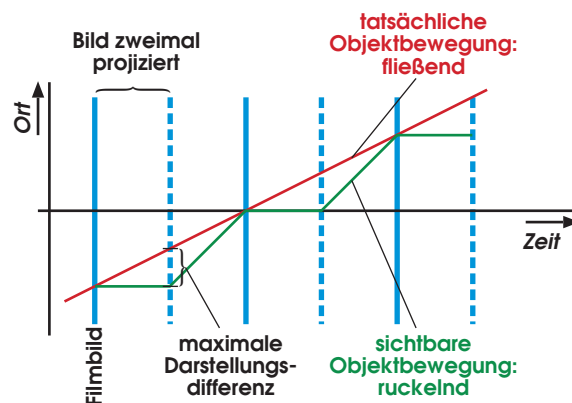 Bild zweimal
projiziert
tatsächliche
Objektbewegung:
fließend
Ort
Zeit
Filmbild
maximale
Darstellungs-
differenz
sichtbare
Objektbewegung:
ruckelnd